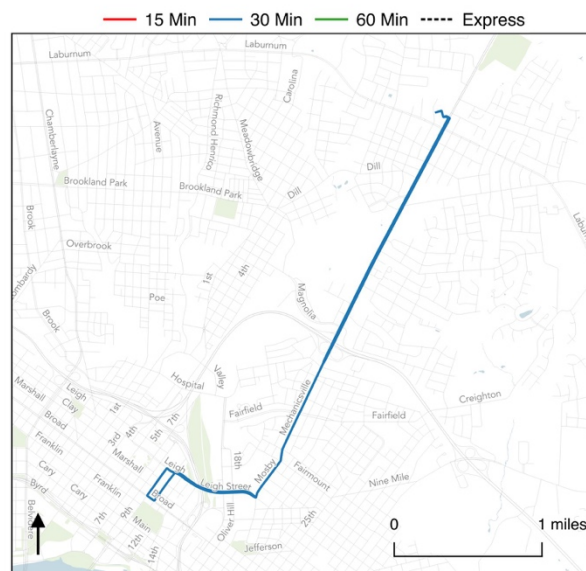 15 Min 30 Min 60 Min Express
Laburnum
Laburnum
Carolina
Richmond Henrico
Meadowbridge
Chamberlayne
Avenue
Dill
Brookland Park
Brookland Park
Dill
Brook
Laburnum
Overbrook
1st
4th
Lombardy
Poe
Magnolia
Brook
Hospital
Valley
Mechanicsville
Creighton
Marshall
Leigh
Clay
Broad
1st
3rd
4th
5th
7th
Fairfield
Fairfield
Franklin
Marshall
Leigh
18th
Mosby
Fairmount
Nine Mile
Cary
Byrd
Cary
Franklin
Broad
Leigh Street
Belvidere
7th
9th
Main
12th
14th
Oliver Hill
25th
Jefferson
0 1 miles